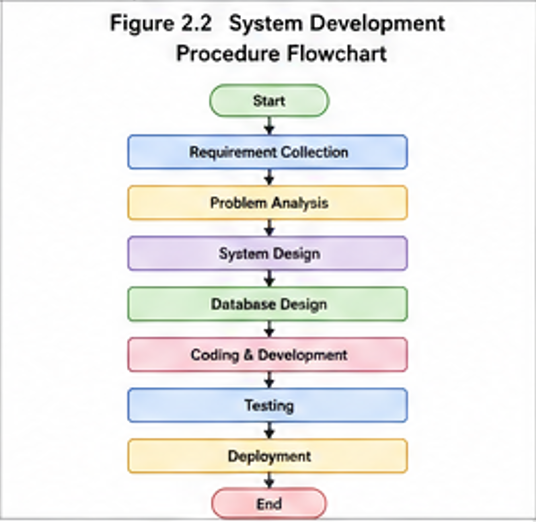 Figure 2.2 System Development
Procedure Flowchart
Start
Requirement Collection
Problem Analysis
System Design
Database Design
Coding & Development
Testing
Deployment
End